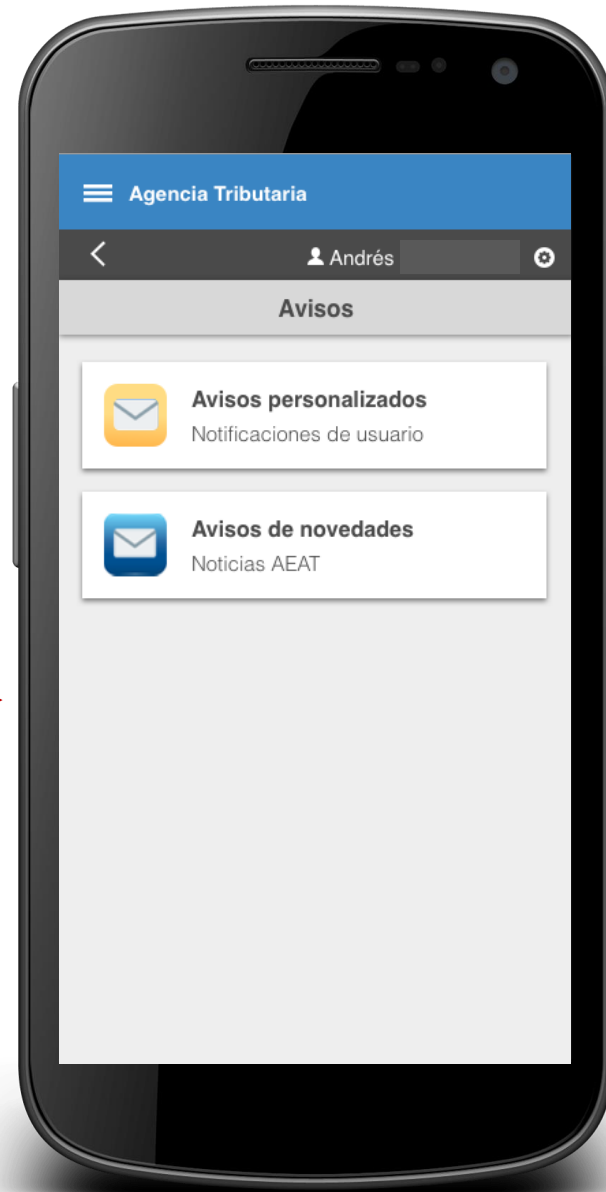 Agencia Tributaria
Andrés
Avisos
Avisos personalizados
Notificaciones de usuario
Avisos de novedades
Noticias AEAT